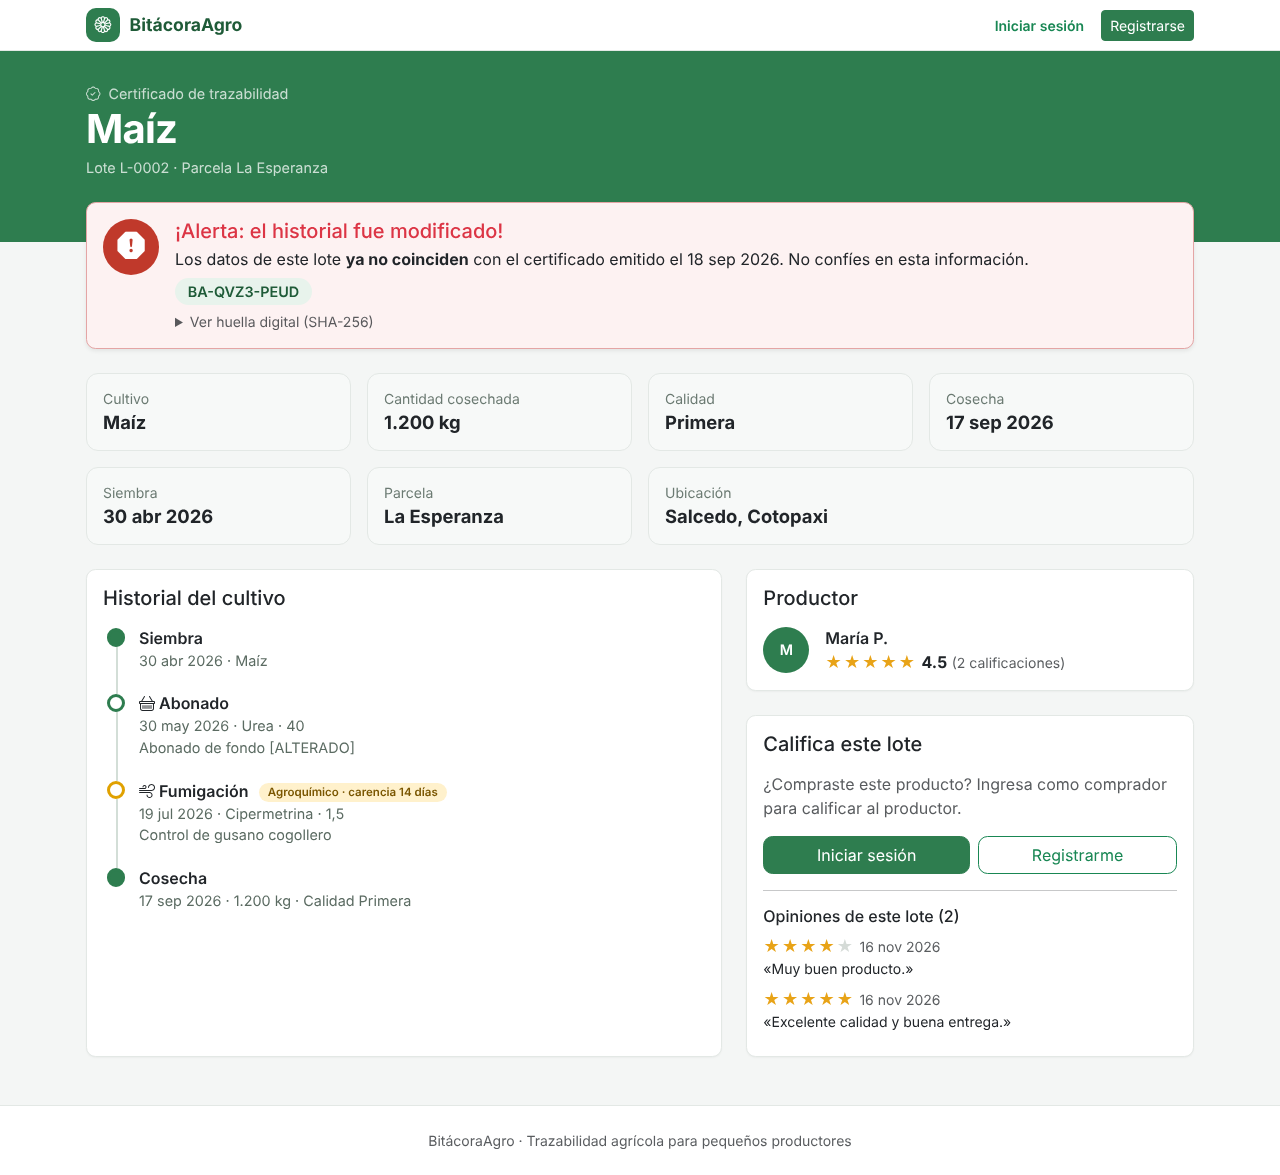 BitácoraAgro
Iniciar sesión
Registrarse
Certificado de trazabilidad
Maíz
Lote L-0002 · Parcela La Esperanza
¡Alerta: el historial fue modificado!
Los datos de este lote ya no coinciden con el certificado emitido el 18 sep 2026. No confíes en esta información.
BA-QVZ3-PEUD
Ver huella digital (SHA-256)
Cultivo
Maíz
Cantidad cosechada
1.200 kg
Calidad
Primera
Cosecha
17 sep 2026
Siembra
30 abr 2026
Parcela
La Esperanza
Ubicación
Salcedo, Cotopaxi
Historial del cultivo
Siembra
30 abr 2026 · Maíz
Abonado
30 may 2026 · Urea · 40
Abonado de fondo [ALTERADO]
Fumigación Agroquímico · carencia 14 días
19 jul 2026 · Cipermetrina · 1,5
Control de gusano cogollero
Cosecha
17 sep 2026 · 1.200 kg · Calidad Primera
Productor
M
María P.
★★★★★ 4.5 (2 calificaciones)
Califica este lote
¿Compraste este producto? Ingresa como comprador
para calificar al productor.
Iniciar sesión
Registrarme
Opiniones de este lote (2)
★★★★★ 16 nov 2026
«Muy buen producto.»
★★★★★ 16 nov 2026
«Excelente calidad y buena entrega.»
BitácoraAgro · Trazabilidad agrícola para pequeños productores